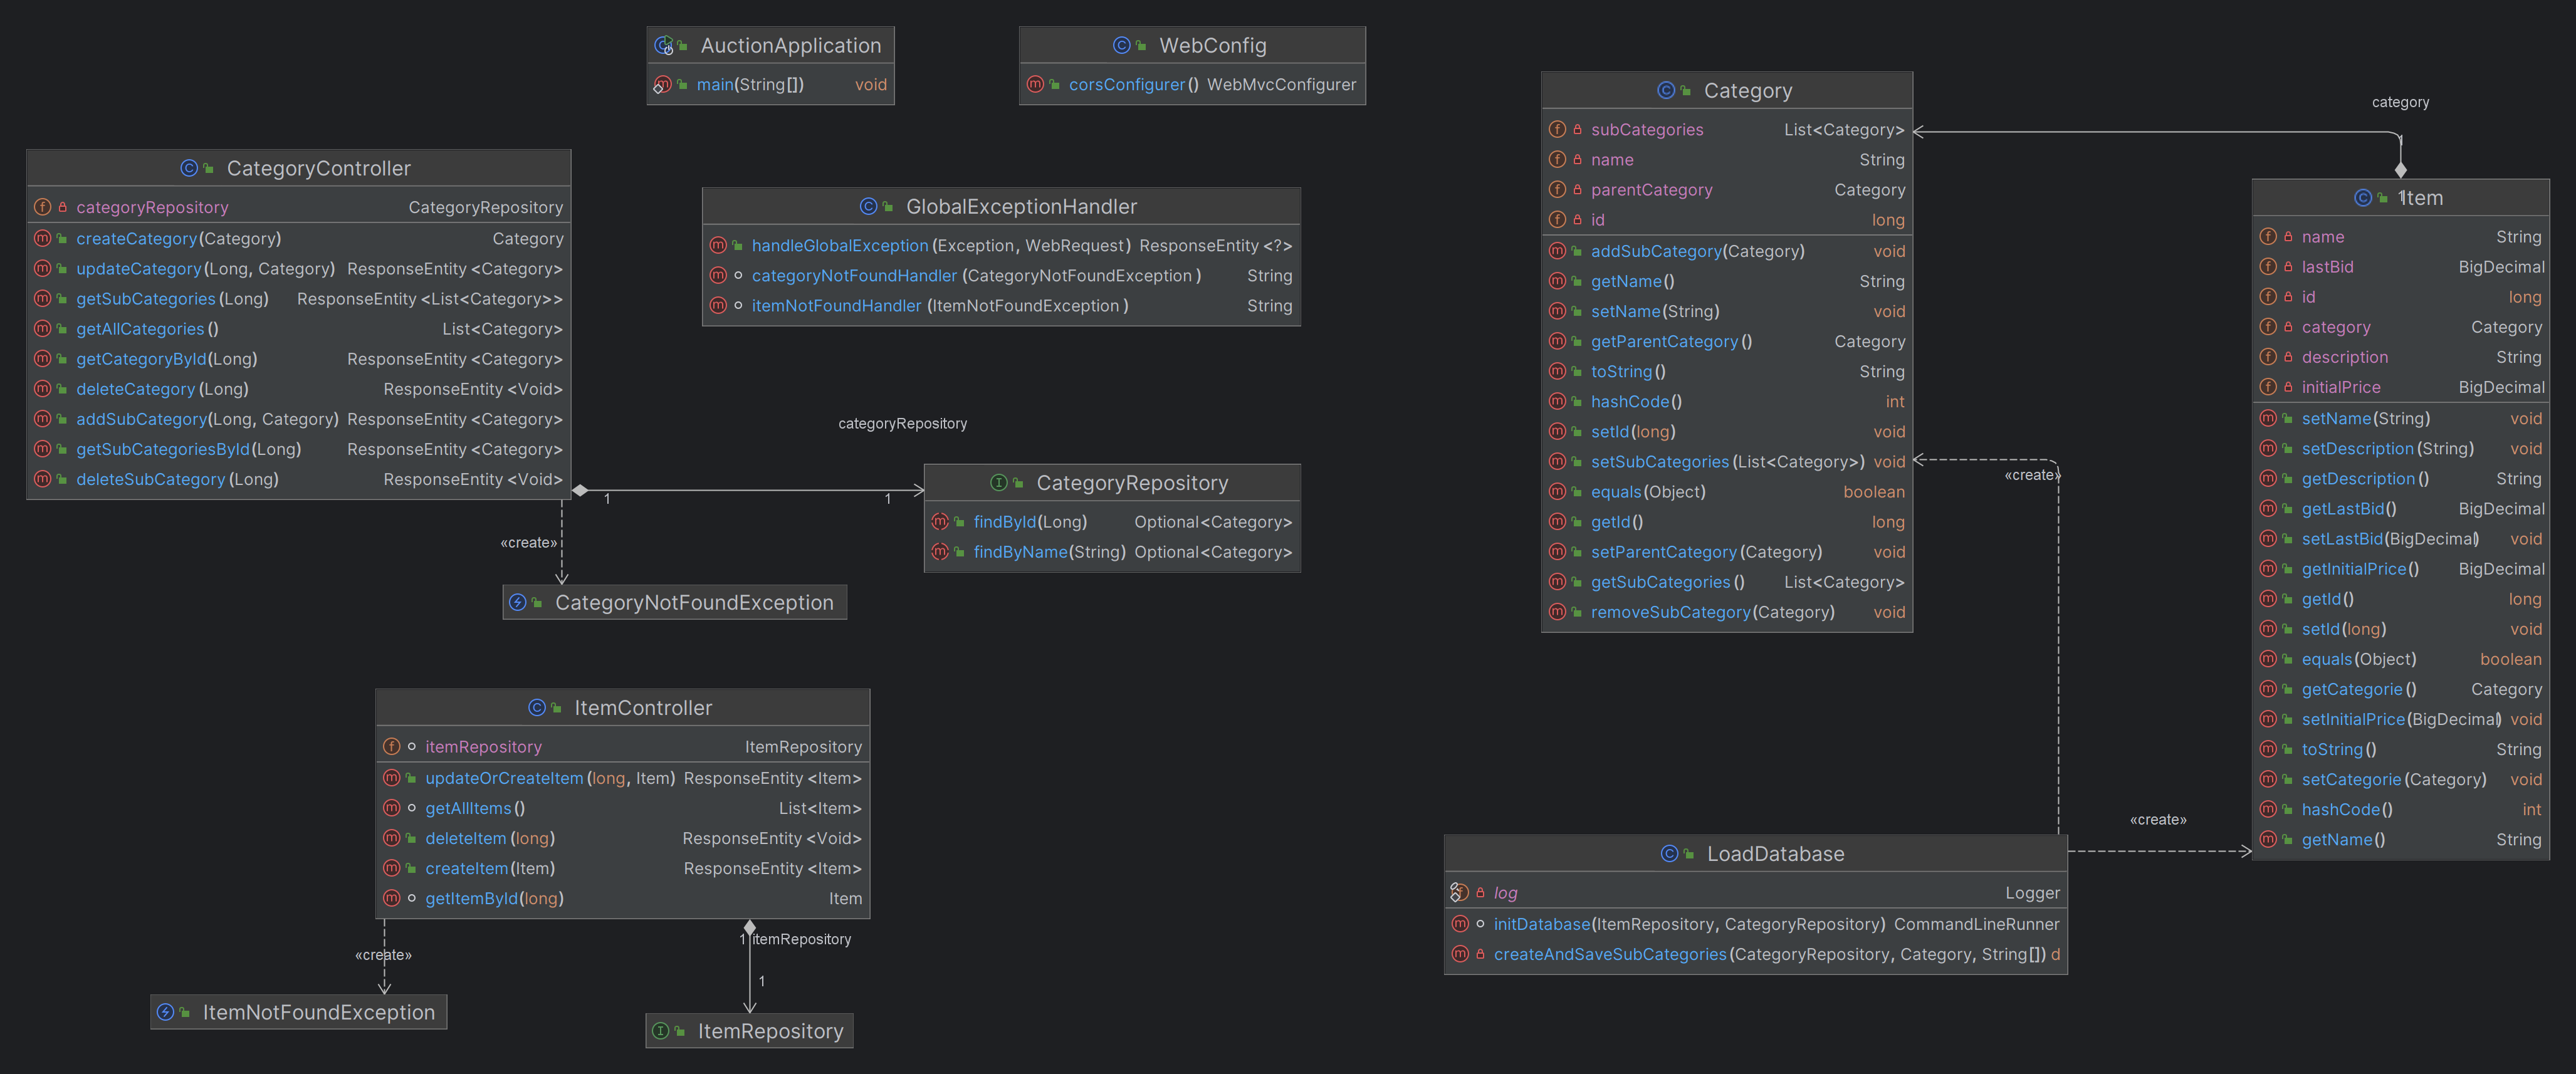 AuctionApplication
main(String[]) void
WebConfig
corsConfigurer() WebMvcConfigurer
CategoryController
categoryRepository CategoryRepository
createCategory(Category) Category
updateCategory(Long, Category) ResponseEntity<Category>
getSubCategories(Long) ResponseEntity<List<Category>>
getAllCategories() List<Category>
getCategoryById(Long) ResponseEntity<Category>
deleteCategory(Long) ResponseEntity<Void>
addSubCategory(Long, Category) ResponseEntity<Category>
getSubCategoriesById(Long) ResponseEntity<Category>
deleteSubCategory(Long) ResponseEntity<Void>
GlobalExceptionHandler
handleGlobalException(Exception, WebRequest) ResponseEntity<?>
categoryNotFoundHandler(CategoryNotFoundException) String
itemNotFoundHandler(ItemNotFoundException) String
categoryRepository
1
1
CategoryRepository
findById(Long) Optional<Category>
findByName(String) Optional<Category>
«create»
CategoryNotFoundException
ItemController
itemRepository ItemRepository
updateOrCreateItem(long, Item) ResponseEntity<Item>
getAllItems() List<Item>
deleteItem(long) ResponseEntity<Void>
createItem(Item) ResponseEntity<Item>
getItemById(long) Item
«create»
ItemNotFoundException
1
itemRepository
1
ItemRepository
Category
subCategories List<Category>
name String
parentCategory Category
id long
addSubCategory(Category) void
getName() String
setName(String) void
getParentCategory() Category
toString() String
hashCode() int
setId(long) void
setSubCategories(List<Category>) void
equals(Object) boolean
getId() long
setParentCategory(Category) void
getSubCategories() List<Category>
removeSubCategory(Category) void
category
1
1
Item
name String
lastBid BigDecimal
id long
category Category
description String
initialPrice BigDecimal
setName(String) void
setDescription(String) void
getDescription() String
getLastBid() BigDecimal
setLastBid(BigDecimal) void
getInitialPrice() BigDecimal
getId() long
setId(long) void
equals(Object) boolean
getCategorie() Category
setInitialPrice(BigDecimal) void
toString() String
setCategorie(Category) void
hashCode() int
getName() String
«create»
«create»
LoadDatabase
log Logger
initDatabase(ItemRepository, CategoryRepository) CommandLineRunner
createAndSaveSubCategories(CategoryRepository, Category, String[]) d